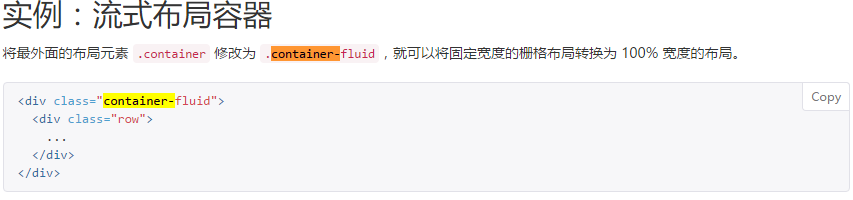 实例：流式布局容器
将最外面的布局元素 .container 修改为 .container-fluid，就可以将固定宽度的栅格布局转换为 100% 宽度的布局。
Copy
<div class="container-fluid">
  <div class="row">
    ...
  </div>
</div>